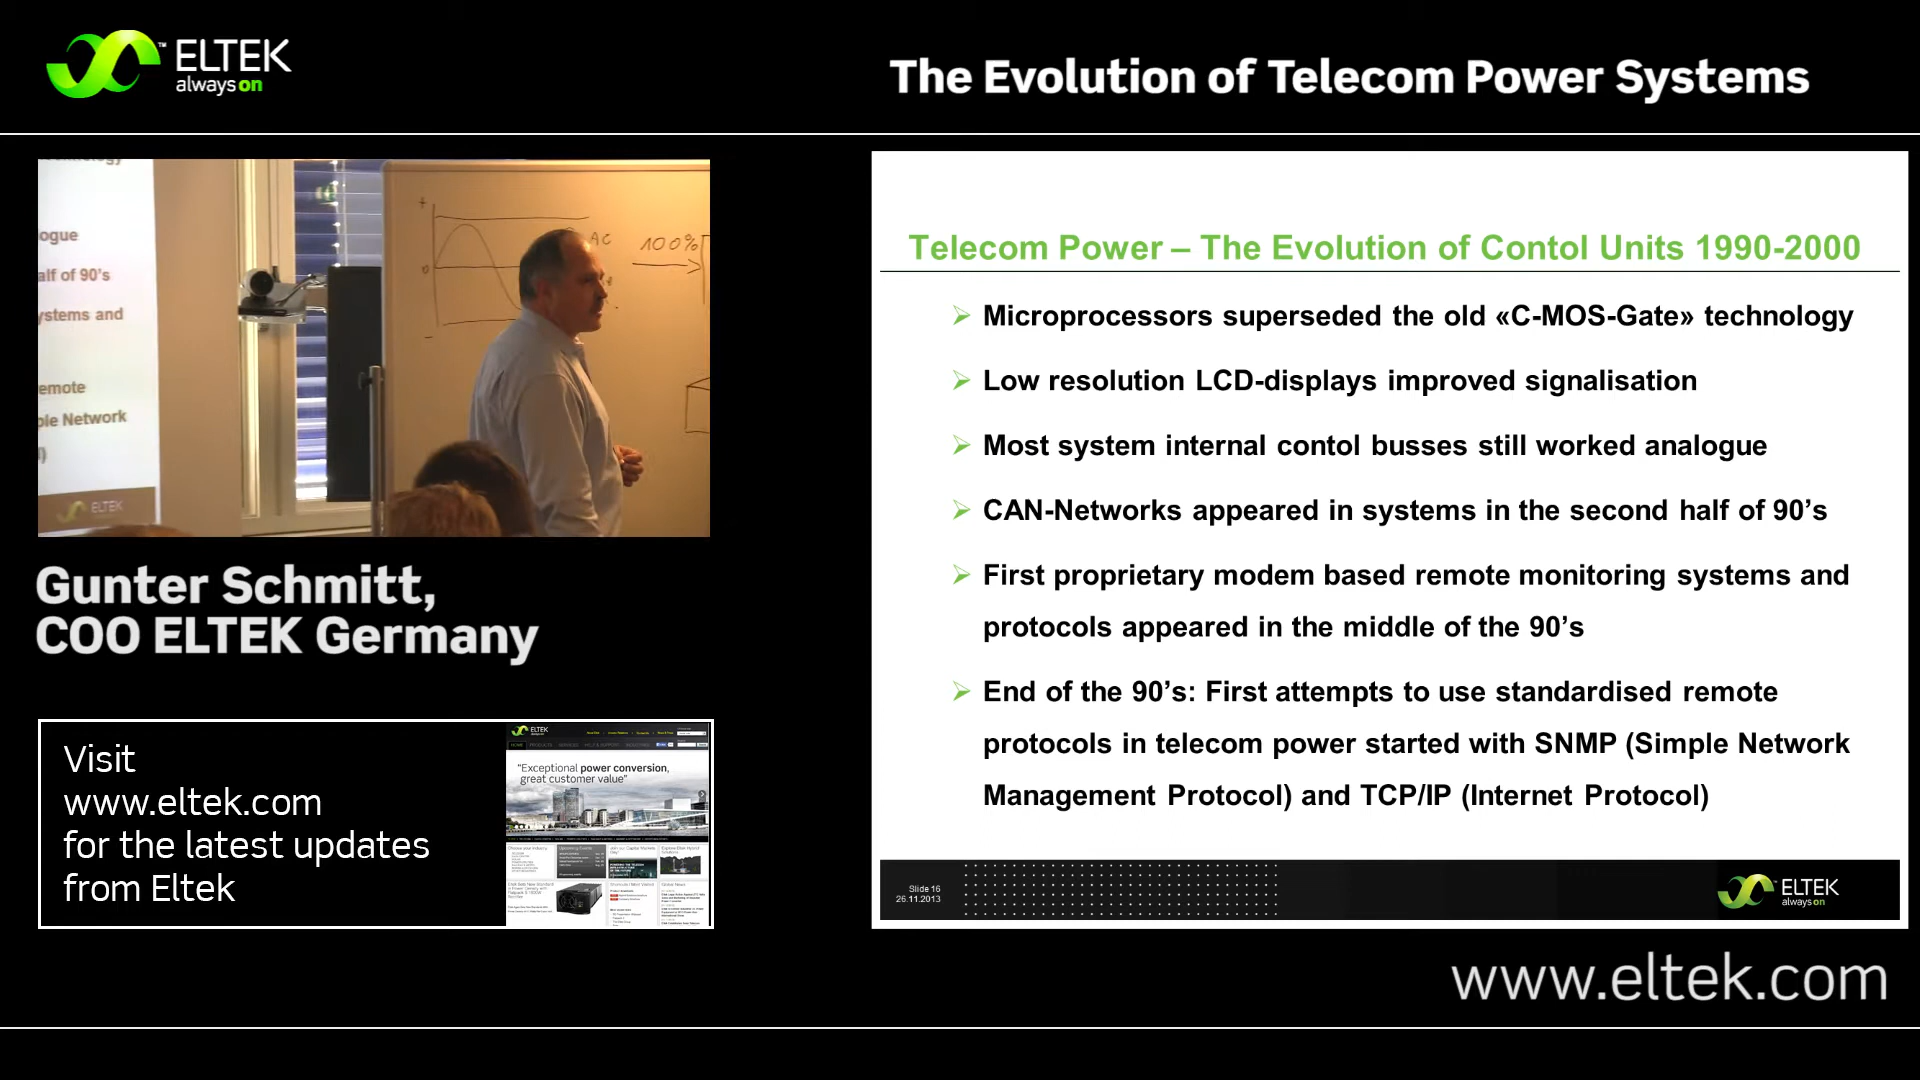 ELTEK
always on
The Evolution of Telecom Power Systems
ogue
alf of 90's
ystems and
emote
ple Network
ELTEK
+
0
-
AC
100%
Gunter Schmitt,
COO ELTEK Germany
Visit
www.eltek.com
for the latest updates
from Eltek
ELTEK
"Exceptional power conversion,
great customer value"
Telecom Power – The Evolution of Contol Units 1990-2000
Microprocessors superseded the old «C-MOS-Gate» technology
Low resolution LCD-displays improved signalisation
Most system internal contol busses still worked analogue
CAN-Networks appeared in systems in the second half of 90's
First proprietary modem based remote monitoring systems and
protocols appeared in the middle of the 90's
End of the 90's: First attempts to use standardised remote
protocols in telecom power started with SNMP (Simple Network
Management Protocol) and TCP/IP (Internet Protocol)
Slide 16
26.11.2013
ELTEK
always on
www.eltek.com